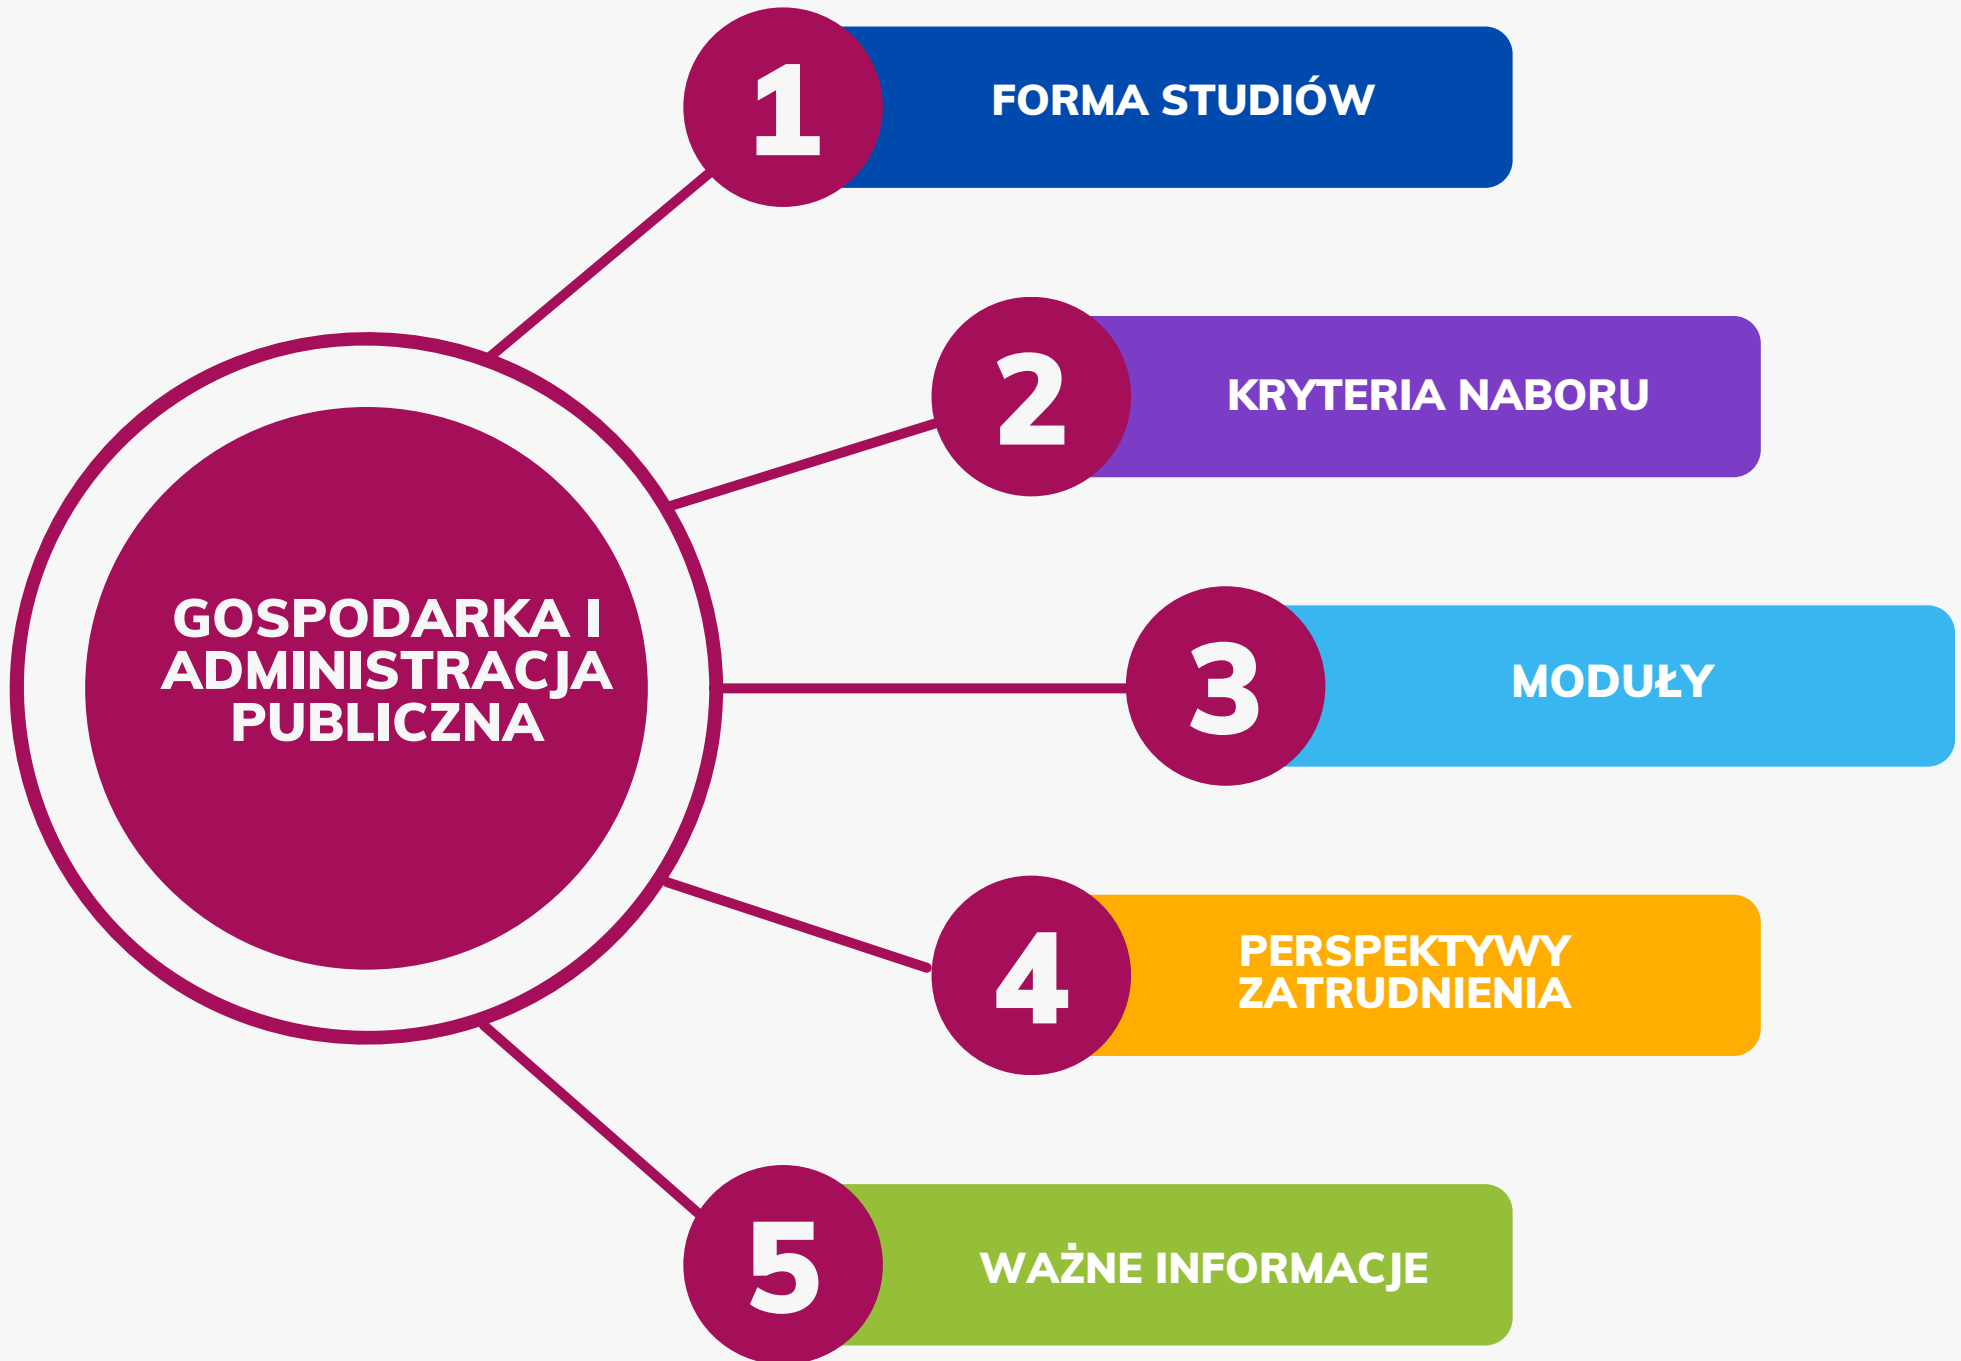 1
FORMA STUDIÓW
2
KRYTERIA NABORU
GOSPODARKA I
ADMINISTRACJA
PUBLICZNA
3
MODUŁY
4
PERSPEKTYWY
ZATRUDNIENIA
5
WAŻNE INFORMACJE